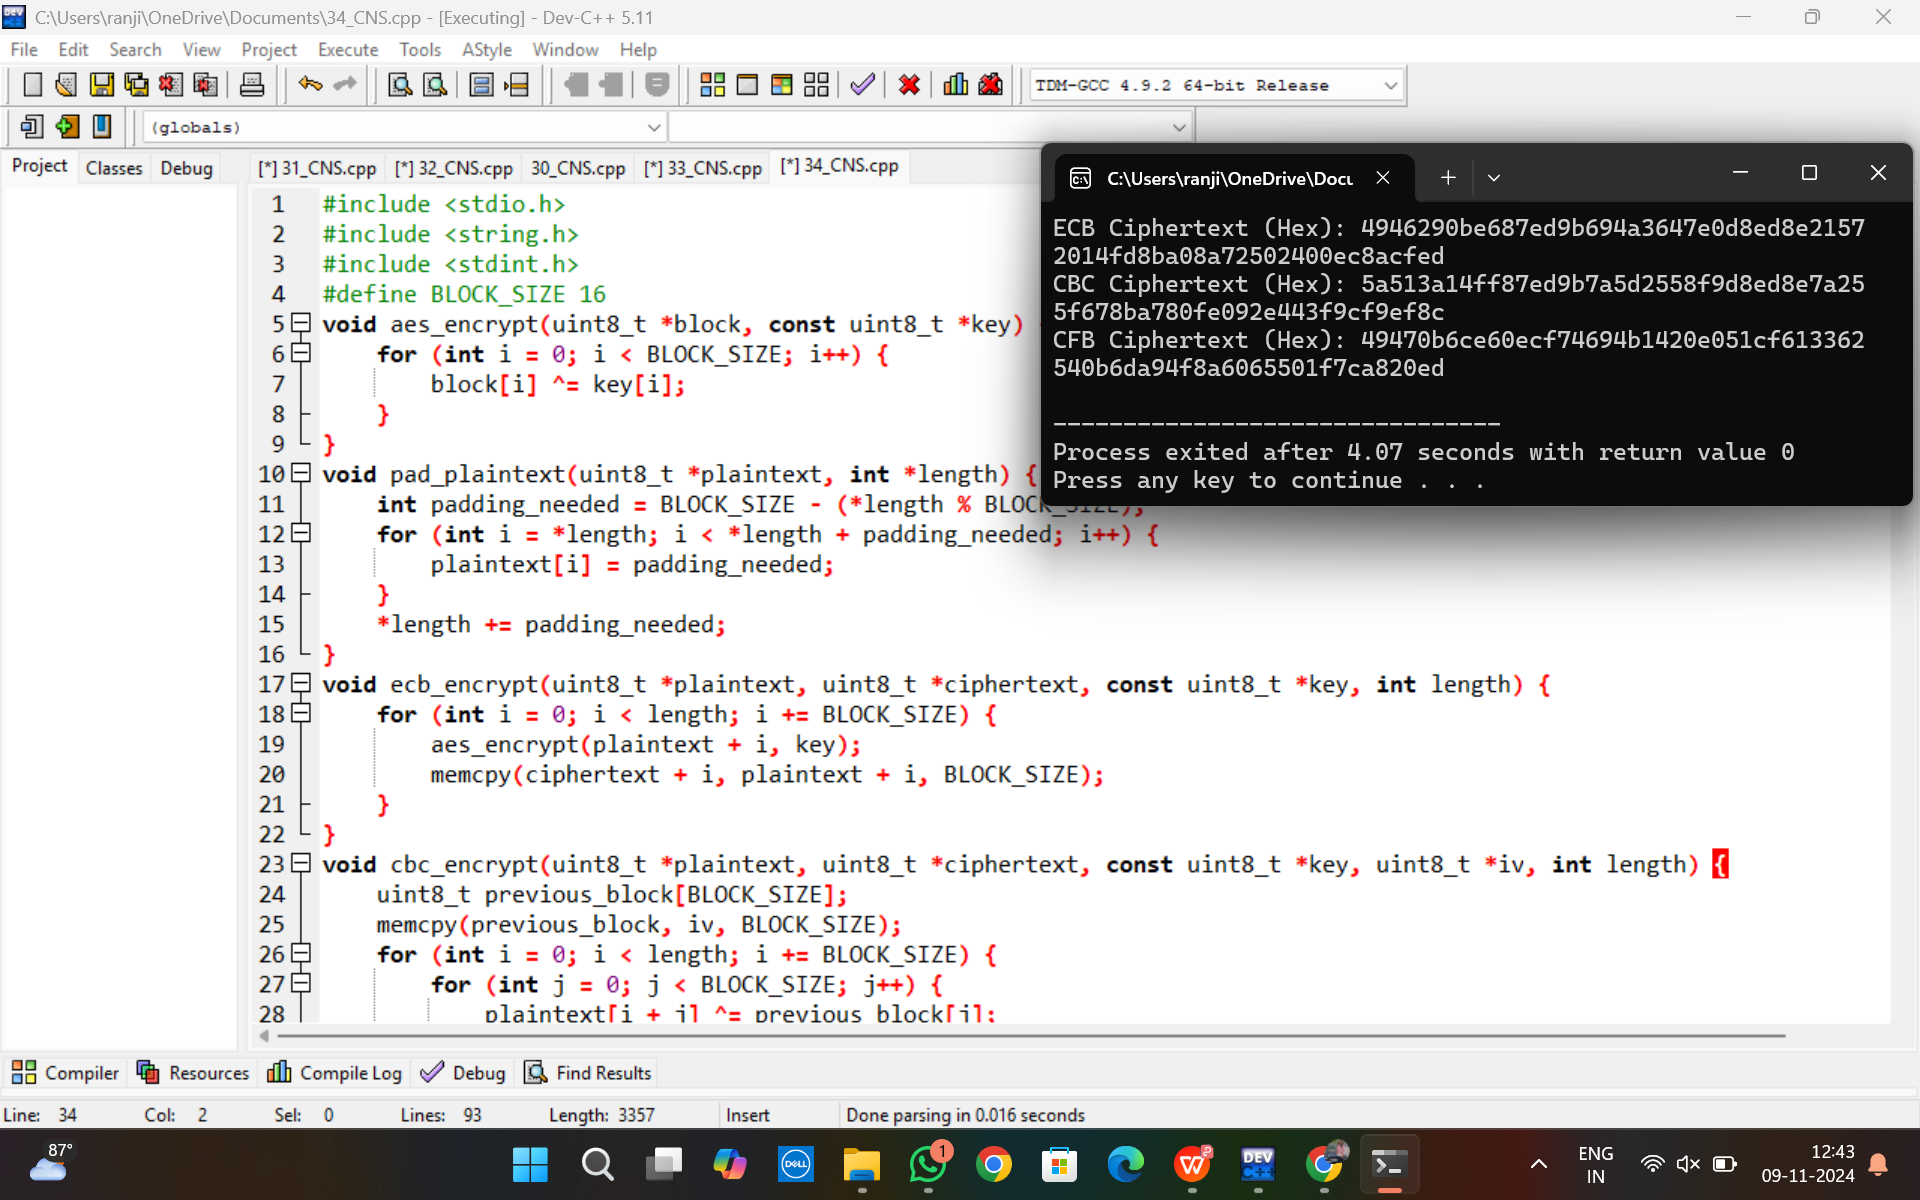 C:\Users\ranji\OneDrive\Documents\34_CNS.cpp - [Executing] - Dev-C++ 5.11
File Edit Search View Project Execute Tools AStyle Window Help
TDM-GCC 4.9.2 64-bit Release
(globals)
Project Classes Debug
[*] 31_CNS.cpp [*] 32_CNS.cpp 30_CNS.cpp [*] 33_CNS.cpp [*] 34_CNS.cpp
1 #include <stdio.h>
2 #include <string.h>
3 #include <stdint.h>
4 #define BLOCK_SIZE 16
5 void aes_encrypt(uint8_t *block, const uint8_t *key)
6 for (int i = 0; i < BLOCK_SIZE; i++) {
7 block[i] ^= key[i];
8 }
9 }
10 void pad_plaintext(uint8_t *plaintext, int *length) {
11 int padding_needed = BLOCK_SIZE - (*length % BLOCK_SIZE);
12 for (int i = *length; i < *length + padding_needed; i++) {
13 plaintext[i] = padding_needed;
14 }
15 *length += padding_needed;
16 }
17 void ecb_encrypt(uint8_t *plaintext, uint8_t *ciphertext, const uint8_t *key, int length) {
18 for (int i = 0; i < length; i += BLOCK_SIZE) {
19 aes_encrypt(plaintext + i, key);
20 memcpy(ciphertext + i, plaintext + i, BLOCK_SIZE);
21 }
22 }
23 void cbc_encrypt(uint8_t *plaintext, uint8_t *ciphertext, const uint8_t *key, uint8_t *iv, int length) {
24 uint8_t previous_block[BLOCK_SIZE];
25 memcpy(previous_block, iv, BLOCK_SIZE);
26 for (int i = 0; i < length; i += BLOCK_SIZE) {
27 for (int j = 0; j < BLOCK_SIZE; j++) {
28 plaintext[i + j] ^= previous_block[j];
C:\Users\ranji\OneDrive\Docu
ECB Ciphertext (Hex): 4946290be687ed9b694a3647e0d8ed8e2157
2014fd8ba08a72502400ec8acfed
CBC Ciphertext (Hex): 5a513a14ff87ed9b7a5d2558f9d8ed8e7a25
5f678ba780fe092e443f9cf9ef8c
CFB Ciphertext (Hex): 49470b6ce60ecf74694b1420e051cf613362
540b6da94f8a6065501f7ca820ed
--------------------------------
Process exited after 4.07 seconds with return value 0
Press any key to continue . . .
Compiler Resources Compile Log Debug Find Results
Line: 34 Col: 2 Sel: 0 Lines: 93 Length: 3357 Insert Done parsing in 0.016 seconds
87°
DELL
1
DEV C++
ENG
IN
12:43
09-11-2024